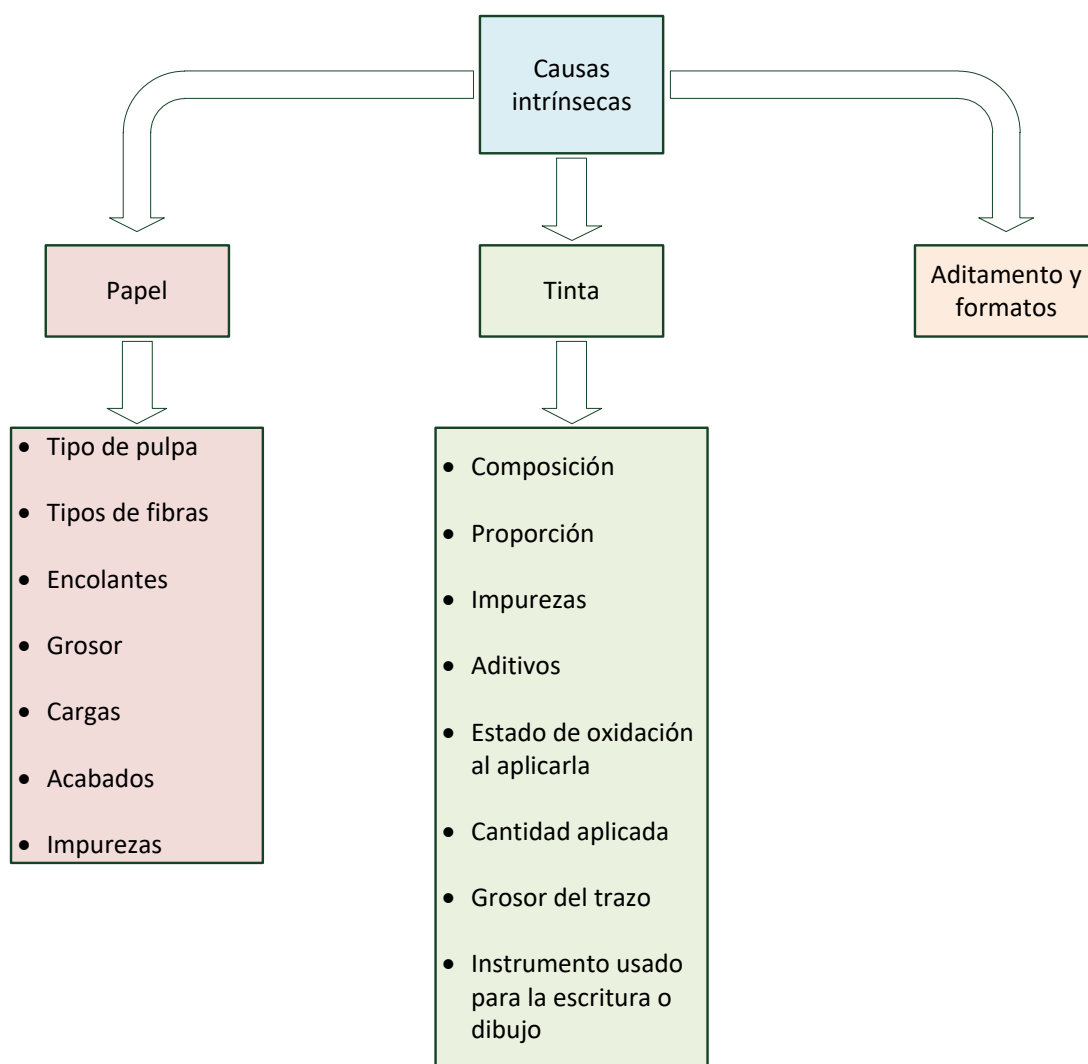 Causas
intrínsecas
Papel
Tinta
Aditamento y
formatos
• Tipo de pulpa
• Tipos de fibras
• Encolantes
• Grosor
• Cargas
• Acabados
• Impurezas
• Composición
• Proporción
• Impurezas
• Aditivos
• Estado de oxidación
al aplicarla
• Cantidad aplicada
• Grosor del trazo
• Instrumento usado
para la escritura o
dibujo